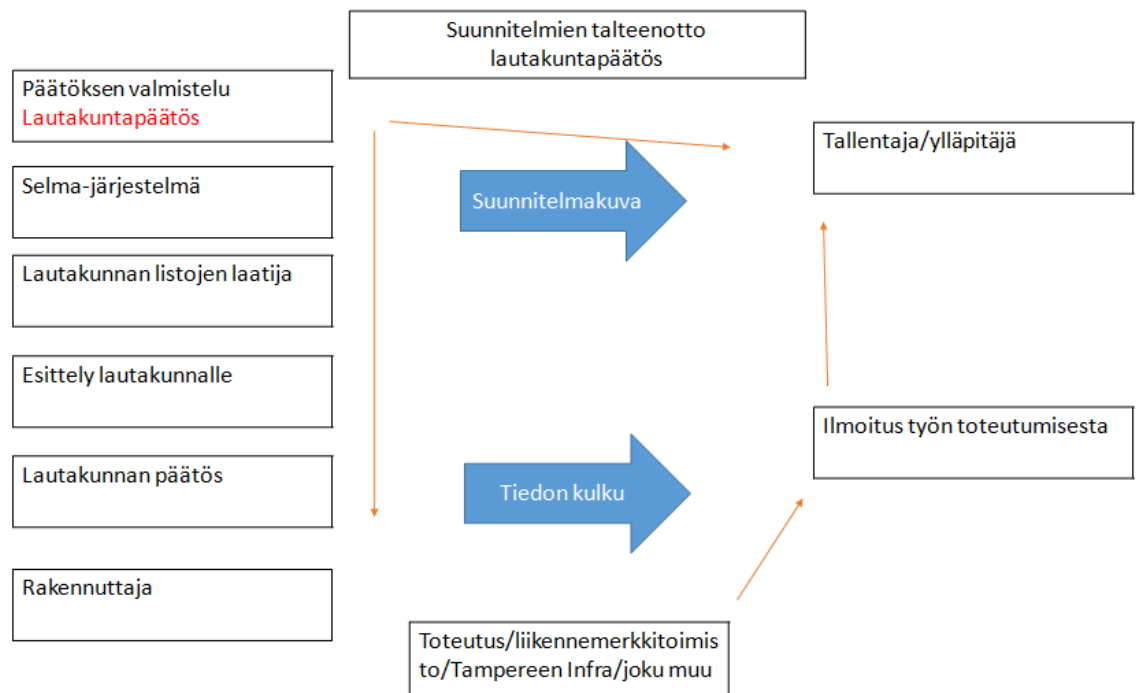 Suunnitelmien talteenotto
lautakuntapäätös
Päätöksen valmistelu
Lautakuntapäätös
Selma-järjestelmä
Lautakunnan listojen laatija
Esittely lautakunnalle
Lautakunnan päätös
Rakennuttaja
Suunnitelmakuva
Tiedon kulku
Toteutus/liikennemerkkitoimis
to/Tampereen Infra/joku muu
Tallentaja/ylläpitäjä
Ilmoitus työn toteutumisesta